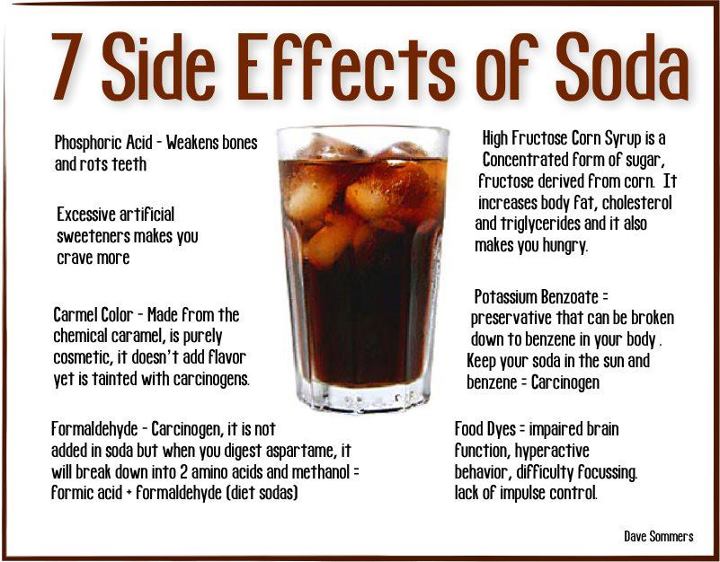 7 Side Effects of Soda
Phosphoric Acid - Weakens bones
and rots teeth
Excessive artificial
sweeteners makes you
crave more
Carmel Color - Made from the
chemical caramel, is purely
cosmetic, it doesn't add flavor
yet is tainted with carcinogens.
Formaldehyde - Carcinogen, it is not
added in soda but when you digest aspartame, it
will break down into 2 amino acids and methanol =
formic acid + formaldehyde (diet sodas)
High Fructose Corn Syrup is a
Concentrated form of sugar,
fructose derived from corn. It
increases body fat, cholesterol
and triglycerides and it also
makes you hungry.
Potassium Benzoate =
preservative that can be broken
down to benzene in your body .
Keep your soda in the sun and
benzene = Carcinogen
Food Dyes = impaired brain
function, hyperactive
behavior, difficulty focussing.
lack of impulse control.
Dave Sommers